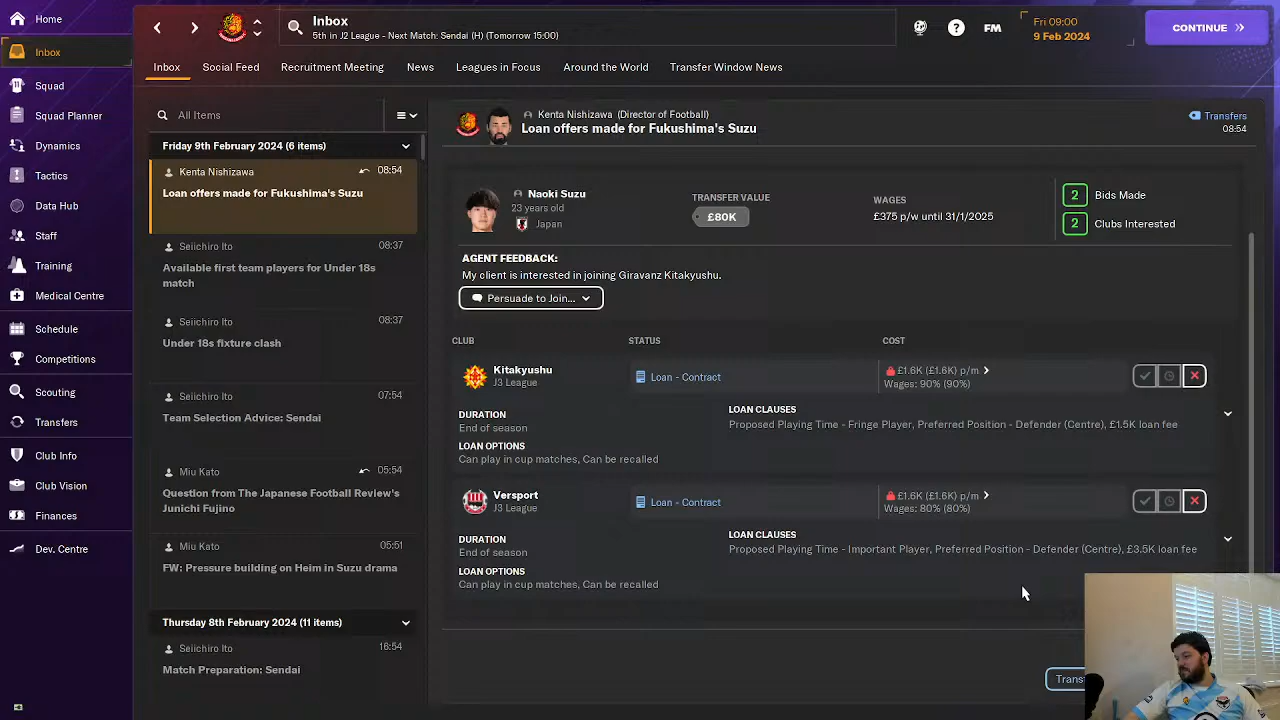 Home
Inbox
Squad
Squad Planner
Dynamics
Tactics
Data Hub
Staff
Training
Medical Centre
Schedule
Competitions
Scouting
Transfers
Club Info
Club Vision
Finances
Dev. Centre
Inbox
5th in J2 League - Next Match: Sendai (H) (Tomorrow 15:00)
FM
Fri 09:00
9 Feb 2024
CONTINUE
Inbox
Social Feed
Recruitment Meeting
News
Leagues in Focus
Around the World
Transfer Window News
All Items
Friday 9th February 2024 (6 items)
Kenta Nishizawa 08:54
Loan offers made for Fukushima's Suzu
Seiichiro Ito 08:37
Available first team players for Under 18s
match
Seiichiro Ito 08:37
Under 18s fixture clash
Seiichiro Ito 07:54
Team Selection Advice: Sendai
Miu Kato 05:54
Question from The Japanese Football Review's
Junichi Fujino
Miu Kato 05:51
FW: Pressure building on Heim in Suzu drama
Thursday 8th February 2024 (11 items)
Seiichiro Ito 16:54
Match Preparation: Sendai
Kenta Nishizawa (Director of Football)
Loan offers made for Fukushima's Suzu
Transfers
08:54
Naoki Suzu
23 years old
Japan
TRANSFER VALUE
£80K
WAGES
£375 p/w until 31/1/2025
2 Bids Made
2 Clubs Interested
AGENT FEEDBACK:
My client is interested in joining Giravanz Kitakyushu.
Persuade to Join...
CLUB STATUS COST
Kitakyushu
J3 League
Loan - Contract
£1.6K (£1.6K) p/m
Wages: 90% (90%)
DURATION
End of season
LOAN CLAUSES
Proposed Playing Time - Fringe Player, Preferred Position - Defender (Centre), £1.5K loan fee
LOAN OPTIONS
Can play in cup matches, Can be recalled
Versport
J3 League
Loan - Contract
£1.6K (£1.6K) p/m
Wages: 80% (80%)
DURATION
End of season
LOAN CLAUSES
Proposed Playing Time - Important Player, Preferred Position - Defender (Centre), £3.5K loan fee
LOAN OPTIONS
Can play in cup matches, Can be recalled